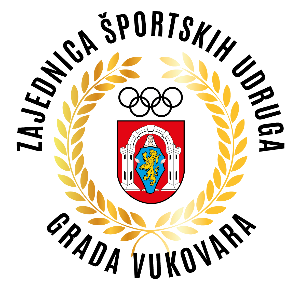 ZAJEDNICA ŠPORTSKIH UDRUGA
GRADA VUKOVARA